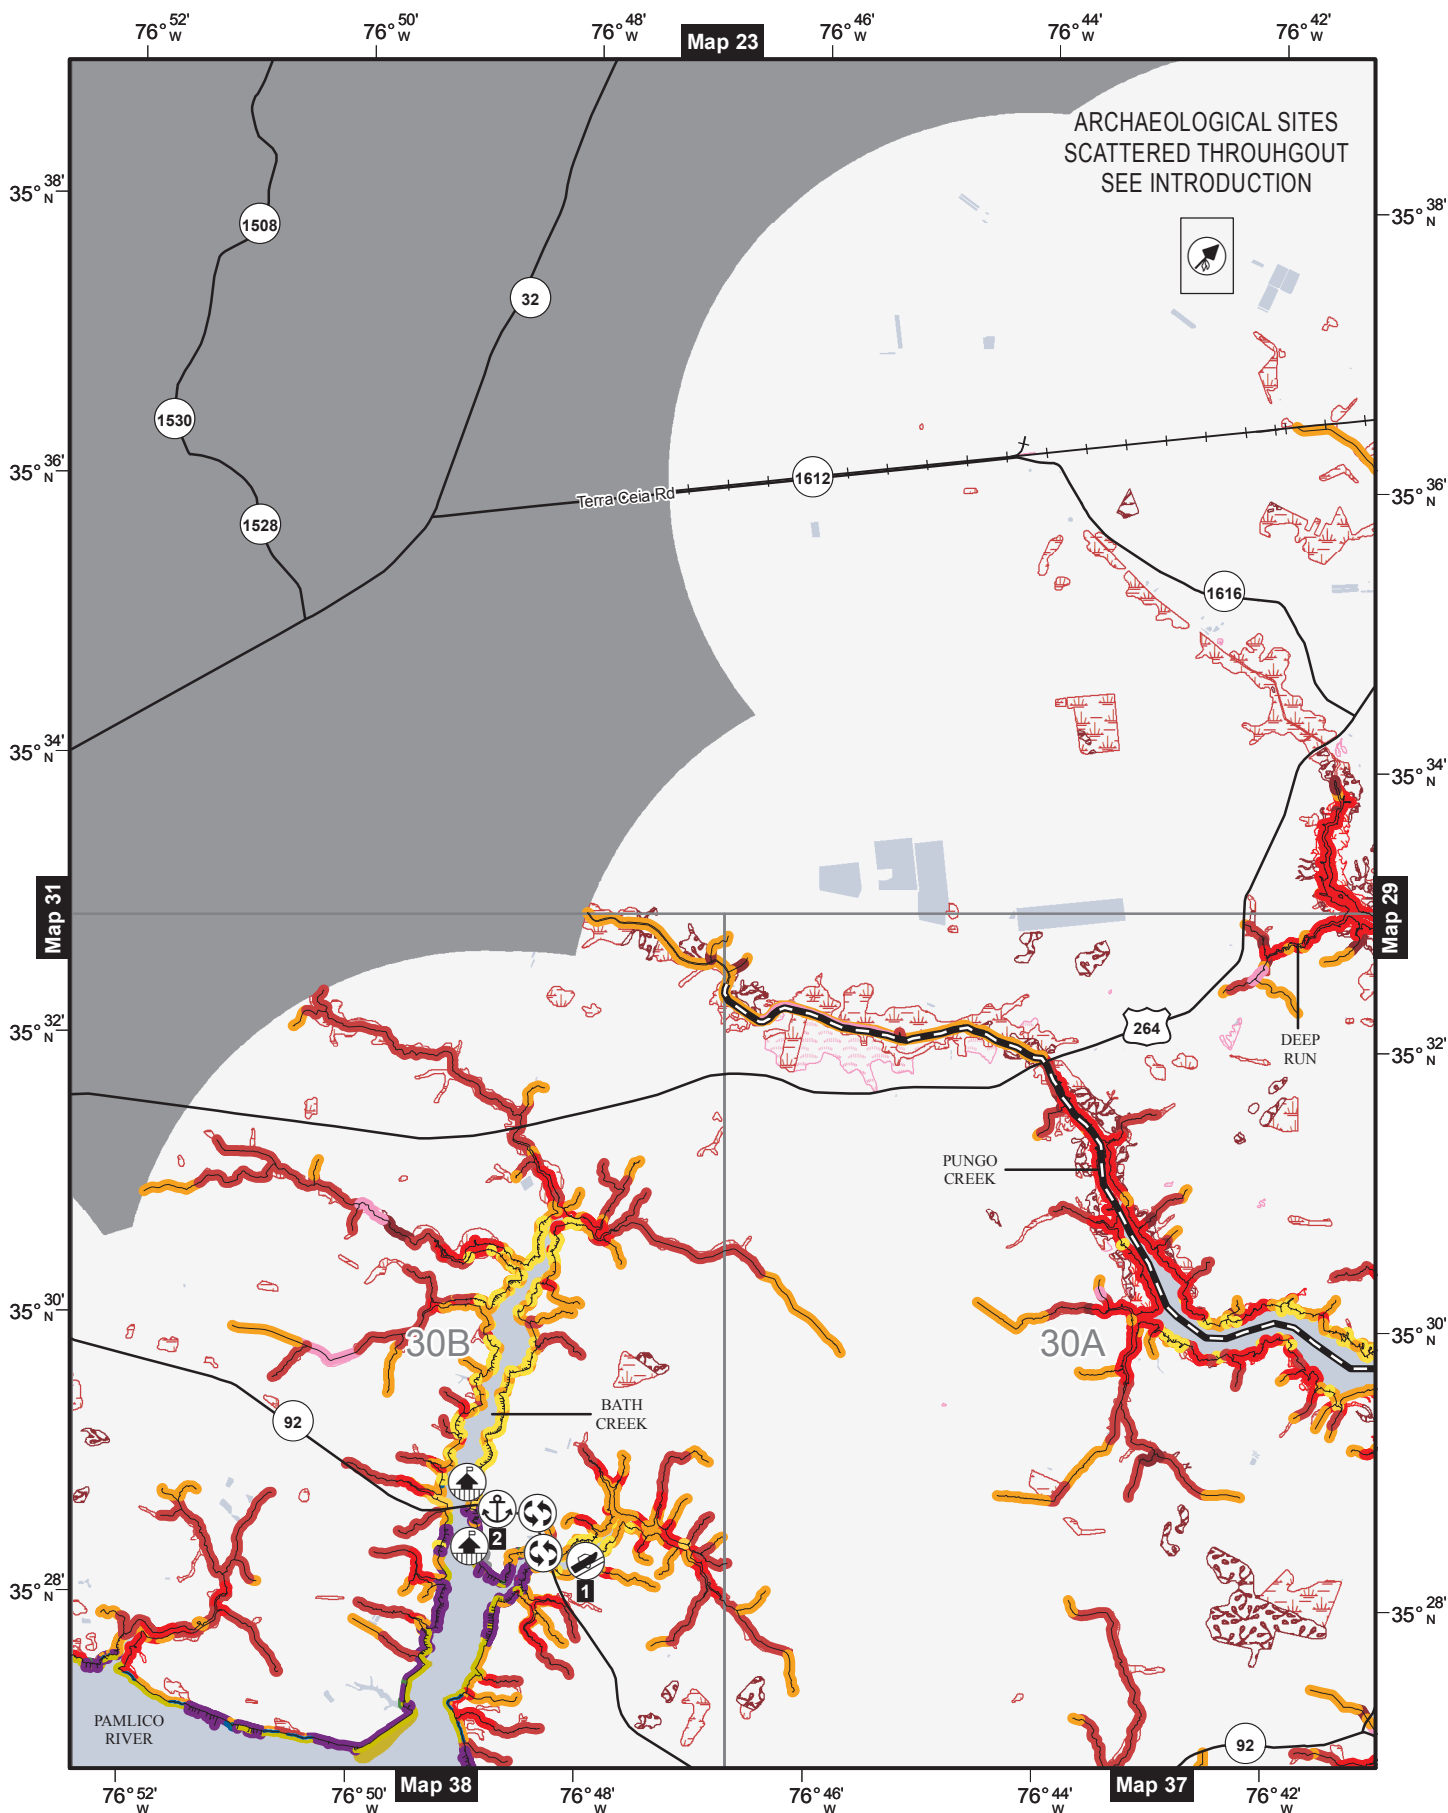 76° 52' W
76° 50' W
76° 48' W
Map 23
76° 46' W
76° 44' W
76° 42' W
ARCHAEOLOGICAL SITES
SCATTERED THROUHGOUT
SEE INTRODUCTION
35° 38' N
35° 38' N
1508
32
1530
35° 36' N
1612
Terra Ceia Rd
35° 36' N
1528
1616
35° 34' N
35° 34' N
Map 31
Map 29
35° 32' N
264
DEEP
RUN
35° 32' N
PUNGO
CREEK
35° 30' N
30B
30A
35° 30' N
BATH
CREEK
92
2
1
35° 28' N
35° 28' N
PAMLICO
RIVER
92
76° 52' W
76° 50' W
Map 38
76° 48' W
76° 46' W
76° 44' W
Map 37
76° 42' W